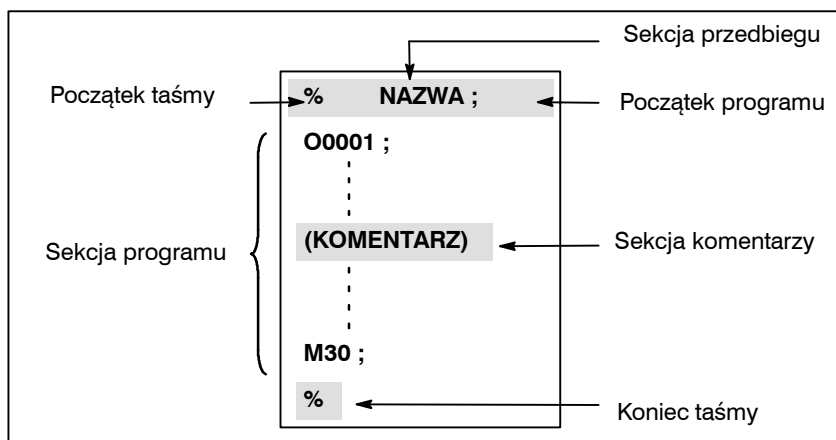 Sekcja przedbiegu
Początek taśmy
% NAZWA ;
Początek programu
O0001 ;
(KOMENTARZ)
Sekcja komentarzy
Sekcja programu
M30 ;
%
Koniec taśmy